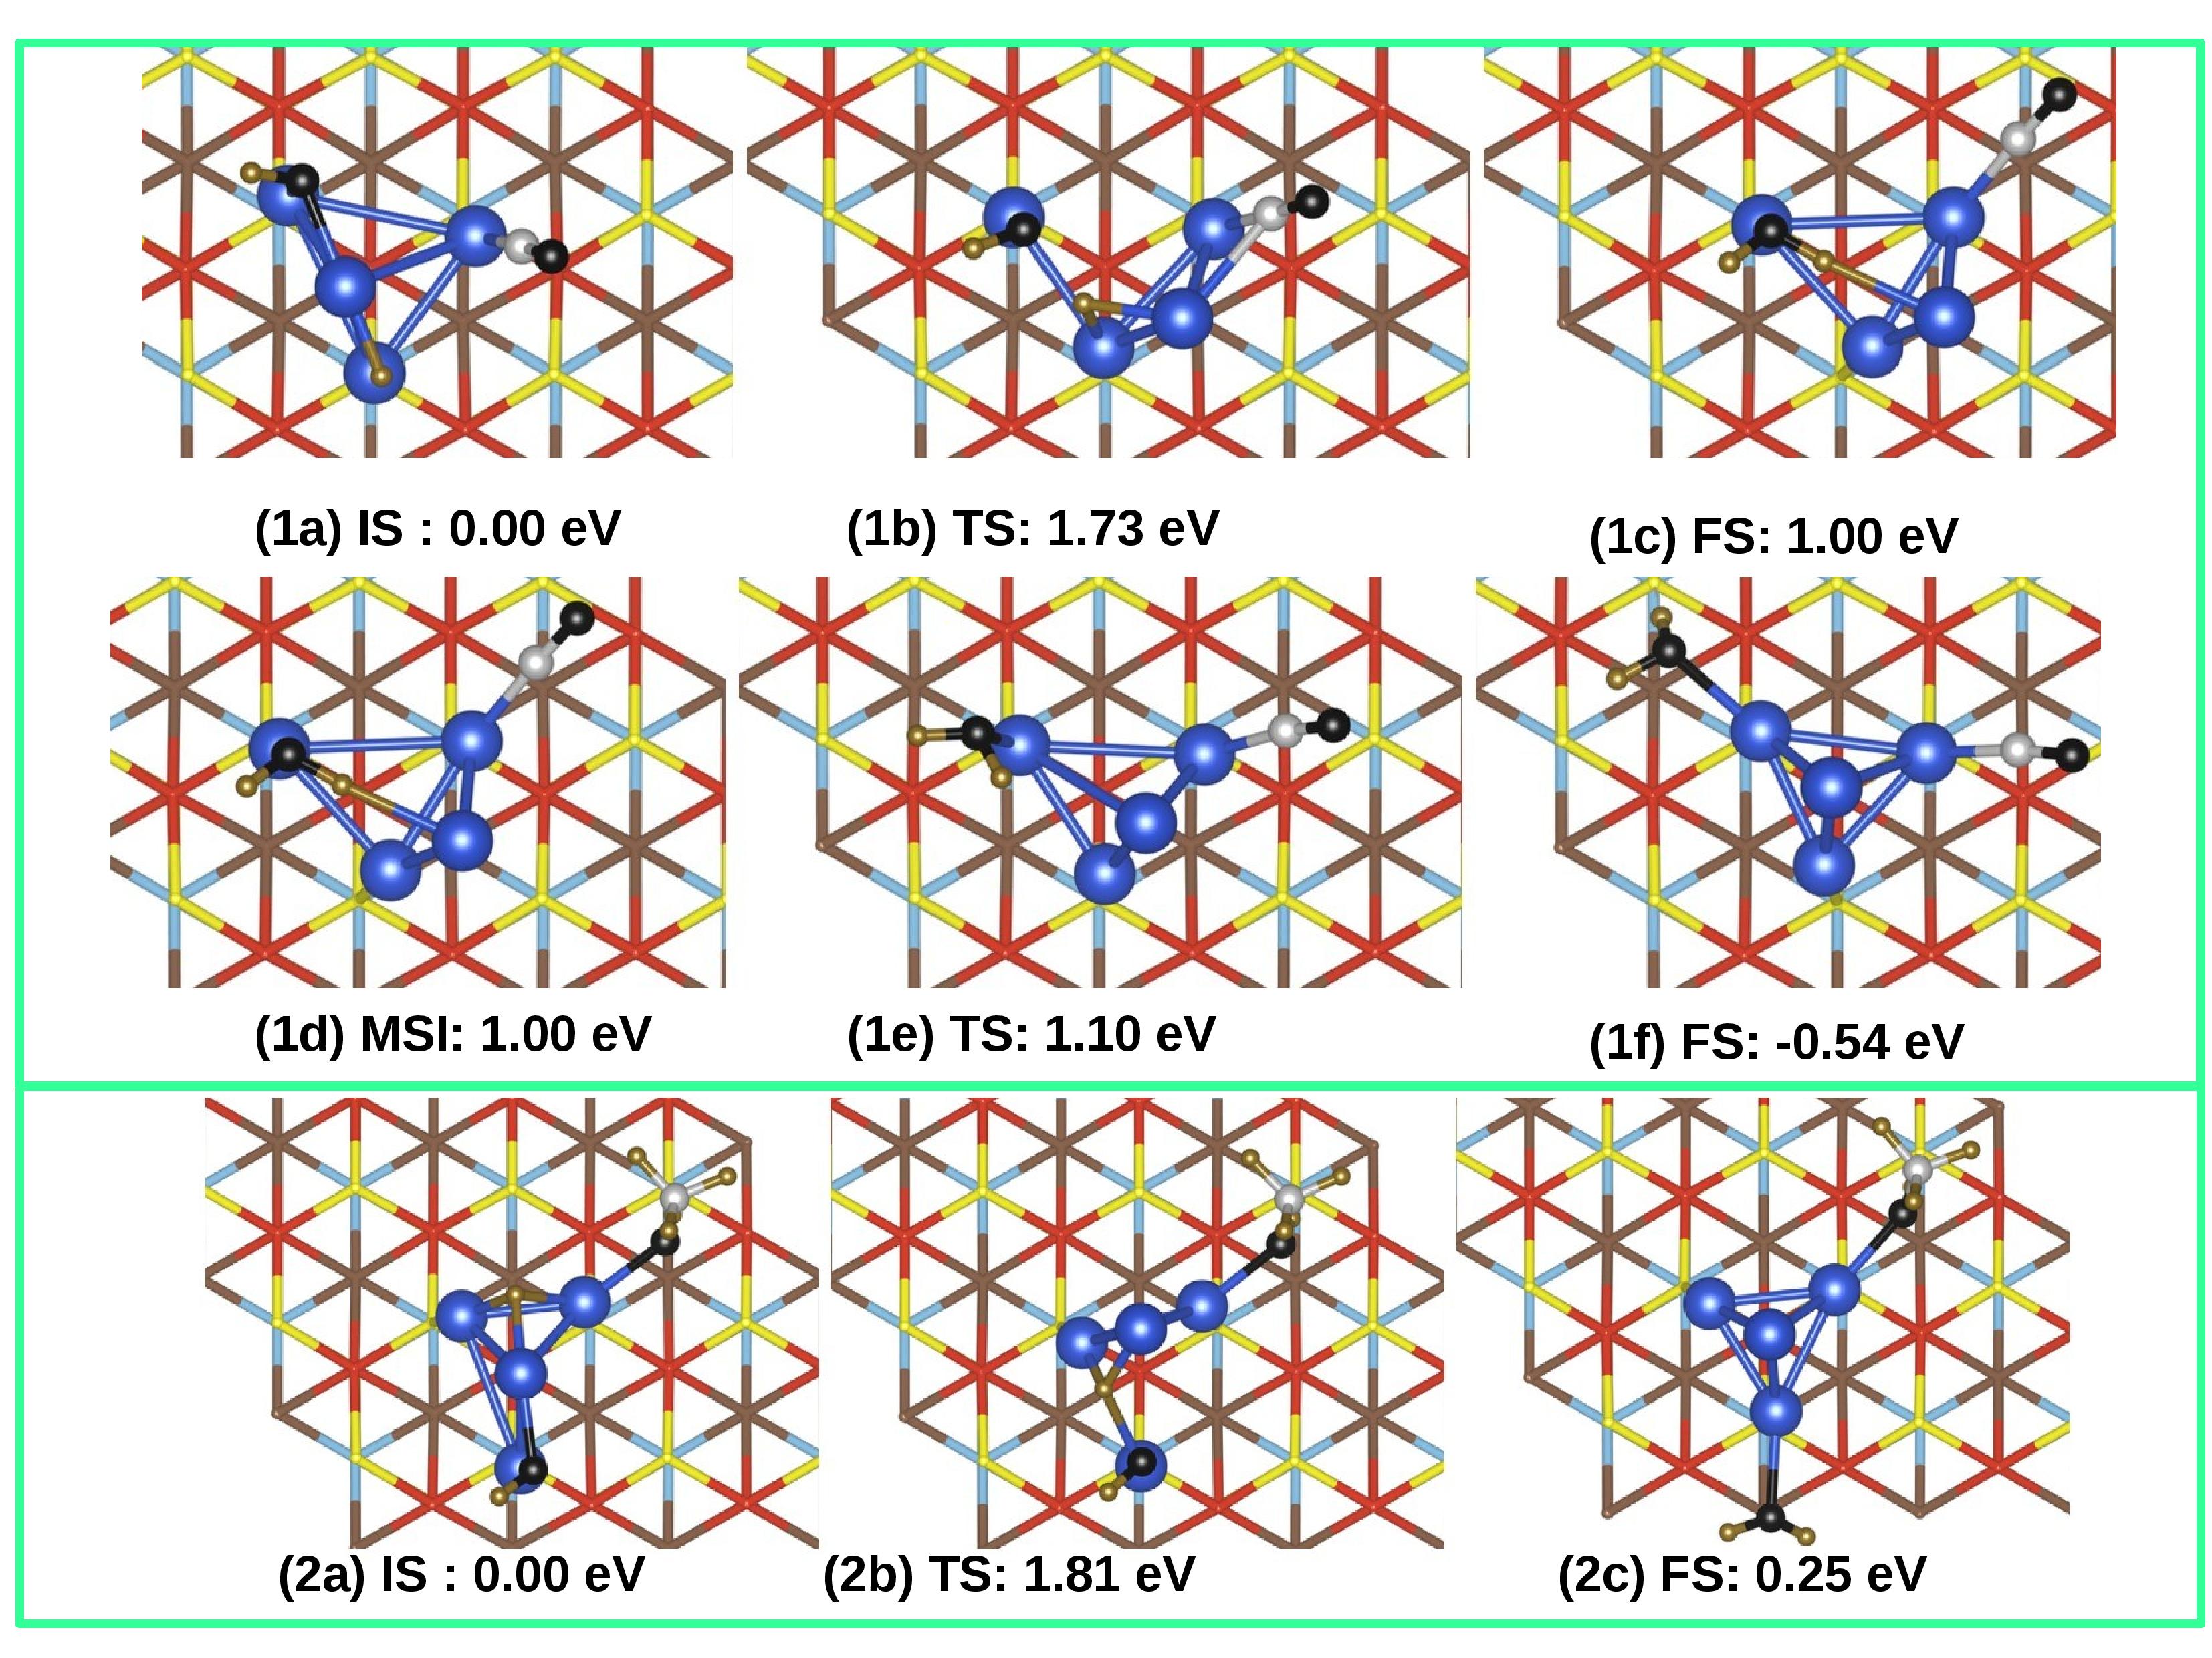 (1a) IS : 0.00 eV
(1b) TS: 1.73 eV
(1c) FS: 1.00 eV
(1d) MSI: 1.00 eV
(1e) TS: 1.10 eV
(1f) FS: -0.54 eV
(2a) IS : 0.00 eV
(2b) TS: 1.81 eV
(2c) FS: 0.25 eV